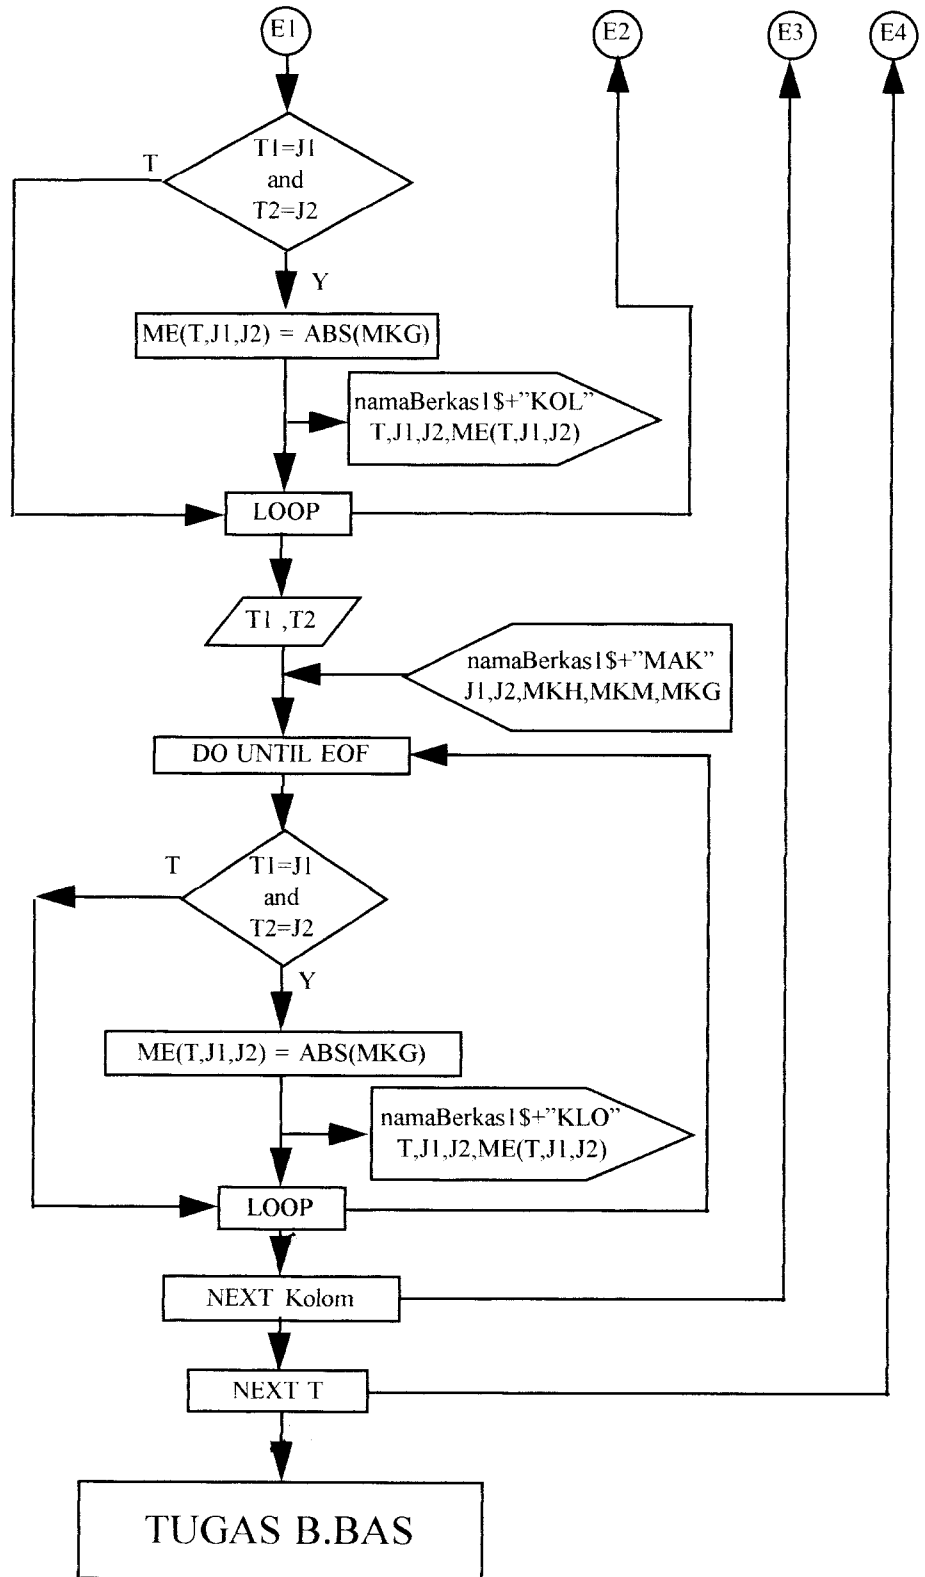 E1
E2
E3
E4
T1=J1
and
T2=J2
T
Y
ME(T,J1,J2) = ABS(MKG)
namaBerkas1$+"KOL"
T,J1,J2,ME(T,J1,J2)
LOOP
T1 ,T2
namaBerkas1$+"MAK"
J1,J2,MKH,MKM,MKG
DO UNTIL EOF
T
T1=J1
and
T2=J2
Y
ME(T,J1,J2) = ABS(MKG)
namaBerkas1$+"KLO"
T,J1,J2,ME(T,J1,J2)
LOOP
NEXT Kolom
NEXT T
TUGAS B.BAS